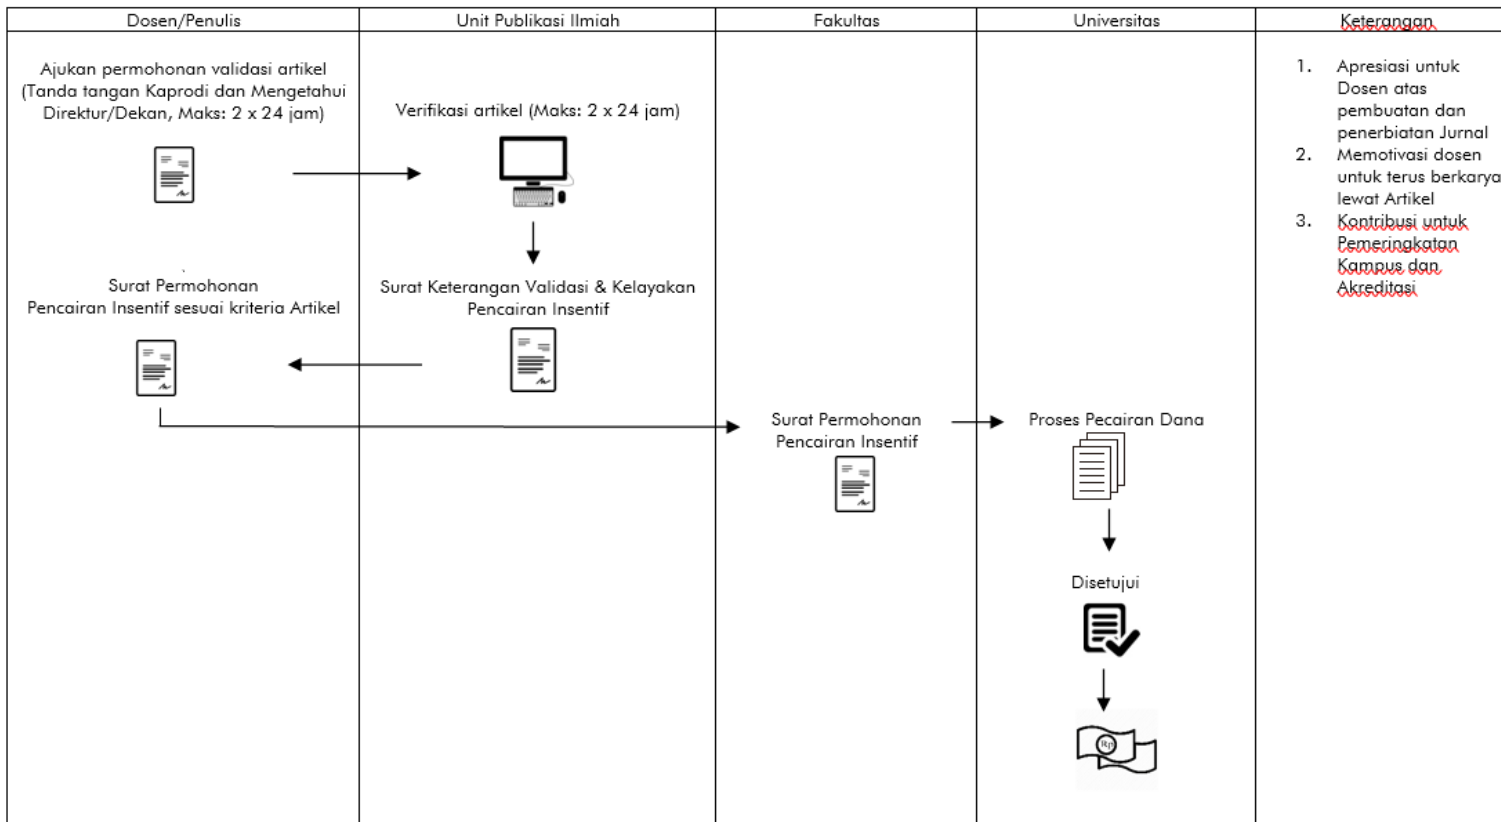 Dosen/Penulis
Unit Publikasi Ilmiah
Fakultas
Universitas
Keterangan
Ajukan permohonan validasi artikel
(Tanda tangan Kaprodi dan Mengetahui
Direktur/Dekan, Maks: 2 x 24 jam)
Verifikasi artikel (Maks: 2 x 24 jam)
Surat Permohonan
Pencairan Insentif sesuai kriteria Artikel
Surat Keterangan Validasi & Kelayakan
Pencairan Insentif
Surat Permohonan
Pencairan Insentif
Proses Pecairan Dana
Disetujui
Rp
1. Apresiasi untuk
Dosen atas
pembuatan dan
penerbiatan Jurnal
2. Memotivasi dosen
untuk terus berkarya
lewat Artikel
3. Kontribusi untuk
Pemeringkatan
Kampus dan
Akreditasi